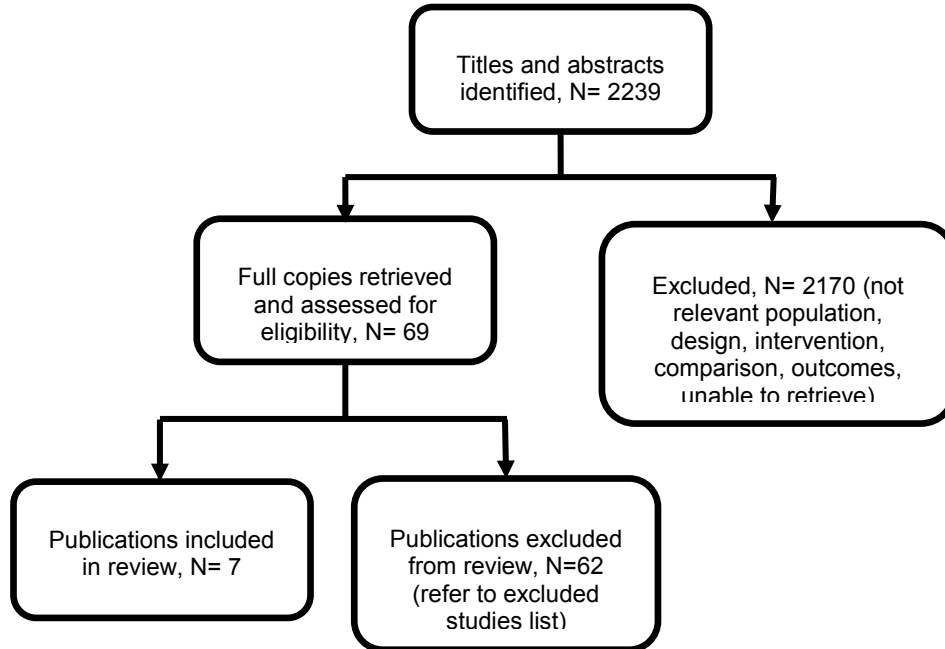 Titles and abstracts
identified, N= 2239
Full copies retrieved
and assessed for
eligibility, N= 69
Excluded, N= 2170 (not
relevant population,
design, intervention,
comparison, outcomes,
unable to retrieve)
Publications included
in review, N= 7
Publications excluded
from review, N=62
(refer to excluded
studies list)